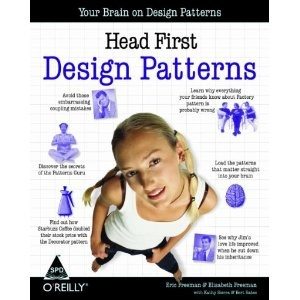 Your Brain on Design Patterns
Head First
Design Patterns
Avoid those
embarrassing
coupling mistakes
Learn why everything
your friends know about Factory
pattern is
probably wrong
Discover the secrets
of the Patterns Guru
Load the patterns
that matter straight
into your brain
Find out how
Starbuzz Coffee doubled
their stock price with
the Decorator pattern
See why Jim's
love life improved
when he cut down
his inheritance
SPD
O'REILLY®
Eric Freeman & Elisabeth Freeman
with Kathy Sierra & Bert Bates